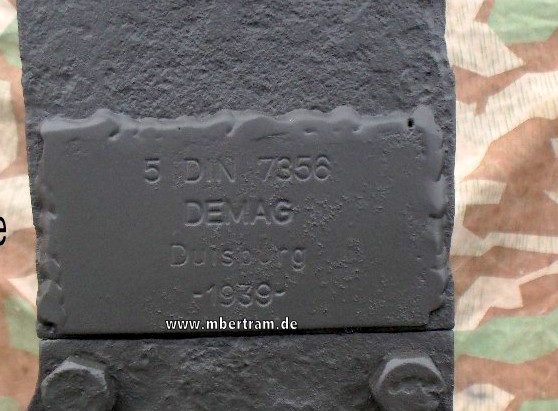 5 DIN 7356
DEMAG
Duisburg
-1939-
www.mbertram.de
e